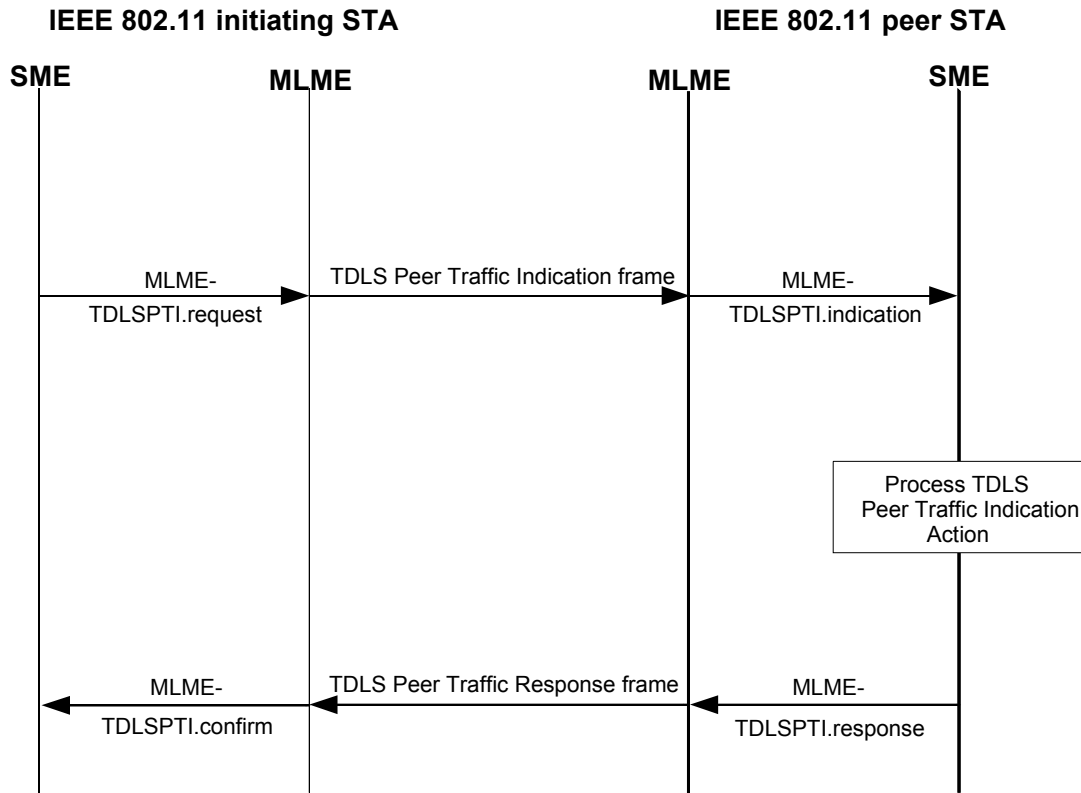 IEEE 802.11 initiating STA
IEEE 802.11 peer STA
SME
MLME
MLME
SME
MLME-
TDLSPTI.request
TDLS Peer Traffic Indication frame
MLME-
TDLSPTI.indication
Process TDLS
Peer Traffic Indication
Action
MLME-
TDLSPTI.confirm
TDLS Peer Traffic Response frame
MLME-
TDLSPTI.response